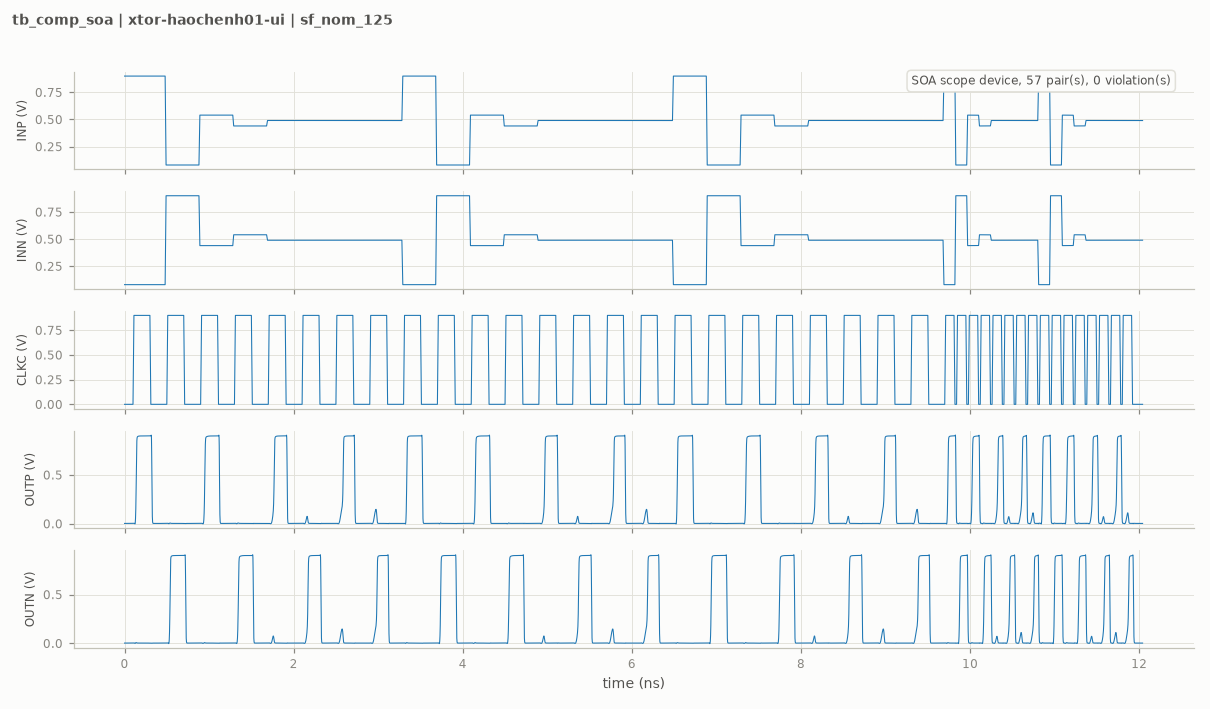 tb_comp_soa | xtor-haochenh01-ui | sf_nom_125
SOA scope device, 57 pair(s), 0 violation(s)
INP (V)
0.75
0.50
0.25
INN (V)
0.75
0.50
0.25
CLKC (V)
0.75
0.50
0.25
0.00
OUTP (V)
0.5
0.0
OUTN (V)
0.5
0.0
0 2 4 6 8 10 12
time (ns)